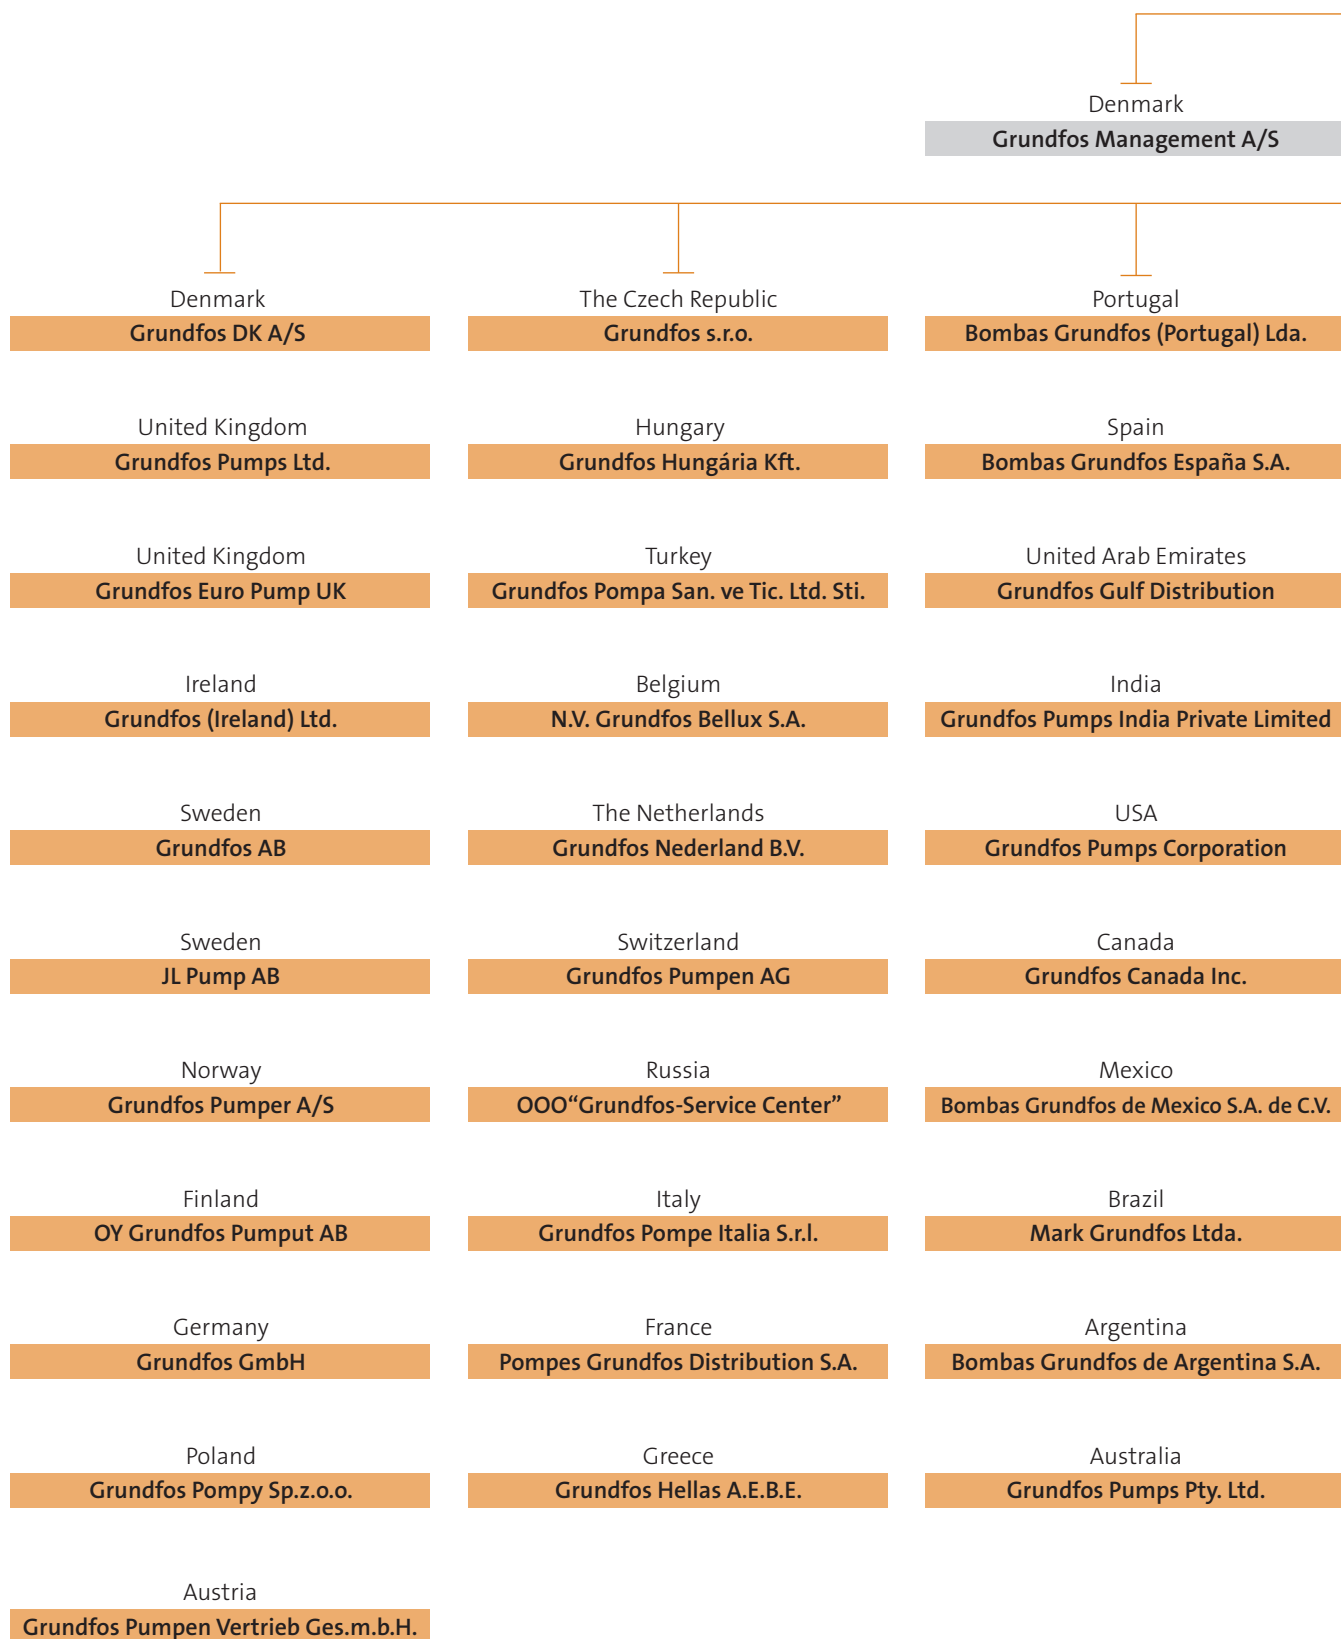 Denmark
Grundfos Management A/S
Denmark
Grundfos DK A/S
United Kingdom
Grundfos Pumps Ltd.
United Kingdom
Grundfos Euro Pump UK
Ireland
Grundfos (Ireland) Ltd.
Sweden
Grundfos AB
Sweden
JL Pump AB
Norway
Grundfos Pumper A/S
Finland
OY Grundfos Pumput AB
Germany
Grundfos GmbH
Poland
Grundfos Pompy Sp.z.o.o.
Austria
Grundfos Pumpen Vertrieb Ges.m.b.H.
The Czech Republic
Grundfos s.r.o.
Hungary
Grundfos Hungária Kft.
Turkey
Grundfos Pompa San. ve Tic. Ltd. Sti.
Belgium
N.V. Grundfos Bellux S.A.
The Netherlands
Grundfos Nederland B.V.
Switzerland
Grundfos Pumpen AG
Russia
OOO“Grundfos-Service Center”
Italy
Grundfos Pompe Italia S.r.l.
France
Pompes Grundfos Distribution S.A.
Greece
Grundfos Hellas A.E.B.E.
Portugal
Bombas Grundfos (Portugal) Lda.
Spain
Bombas Grundfos España S.A.
United Arab Emirates
Grundfos Gulf Distribution
India
Grundfos Pumps India Private Limited
USA
Grundfos Pumps Corporation
Canada
Grundfos Canada Inc.
Mexico
Bombas Grundfos de Mexico S.A. de C.V.
Brazil
Mark Grundfos Ltda.
Argentina
Bombas Grundfos de Argentina S.A.
Australia
Grundfos Pumps Pty. Ltd.